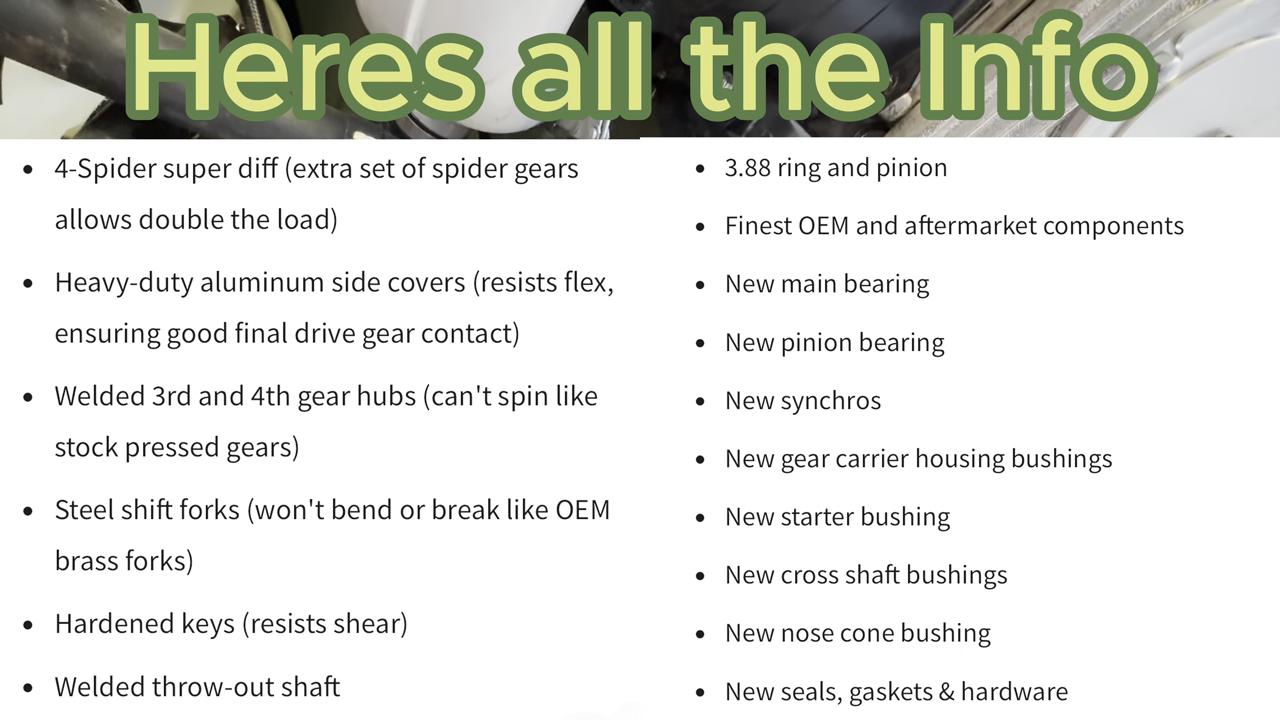 Heres all the Info
• 4-Spider super diff (extra set of spider gears
allows double the load)
• Heavy-duty aluminum side covers (resists flex,
ensuring good final drive gear contact)
• Welded 3rd and 4th gear hubs (can't spin like
stock pressed gears)
• Steel shift forks (won't bend or break like OEM
brass forks)
• Hardened keys (resists shear)
• Welded throw-out shaft
• 3.88 ring and pinion
• Finest OEM and aftermarket components
• New main bearing
• New pinion bearing
• New synchros
• New gear carrier housing bushings
• New starter bushing
• New cross shaft bushings
• New nose cone bushing
• New seals, gaskets & hardware